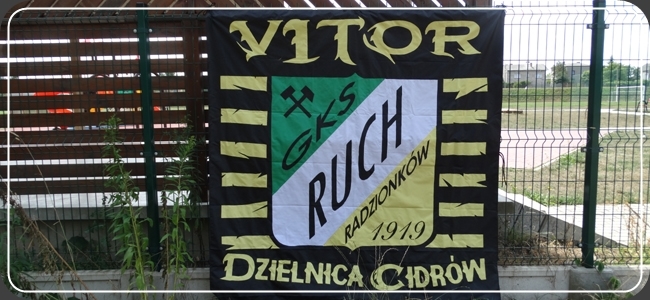 VITOR
GKS
RUCH
RADZIONKÓW
1919
DZIELNICA CIDRÓW